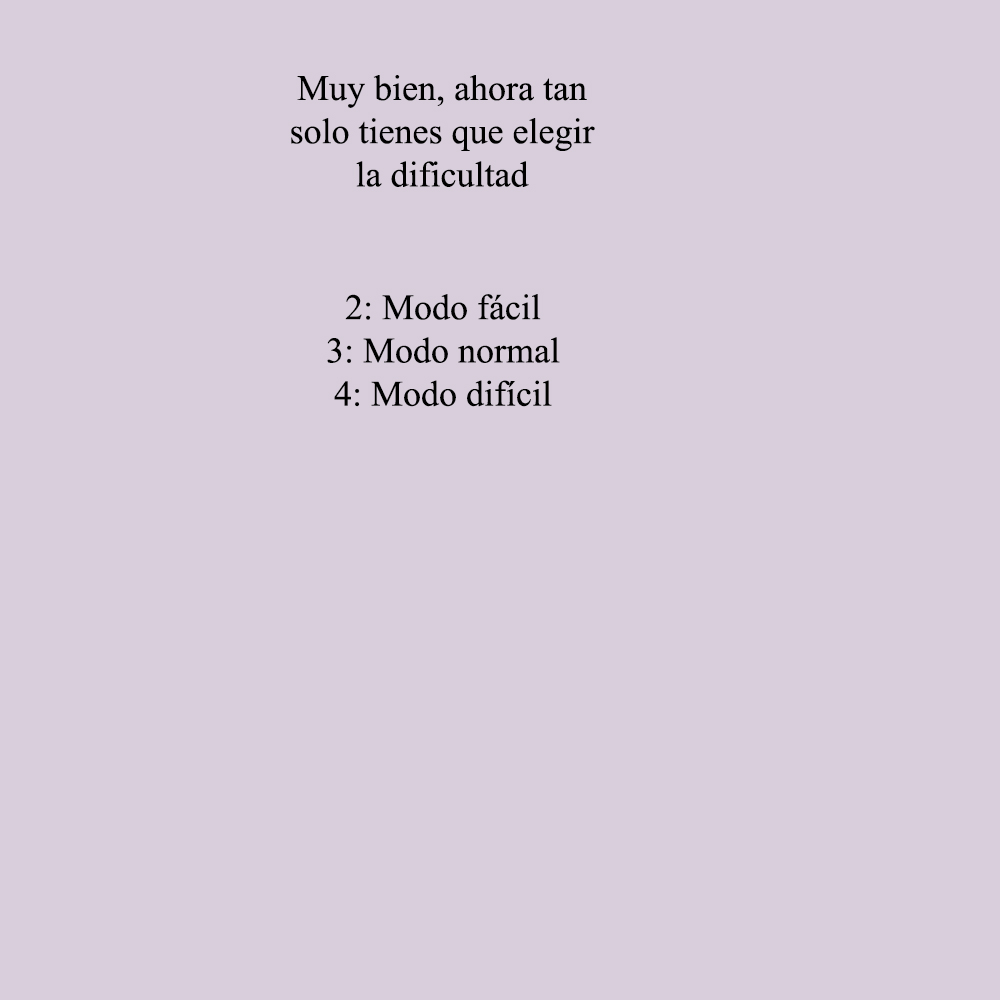 Muy bien, ahora tan
solo tienes que elegir
la dificultad
2: Modo fácil
3: Modo normal
4: Modo difícil